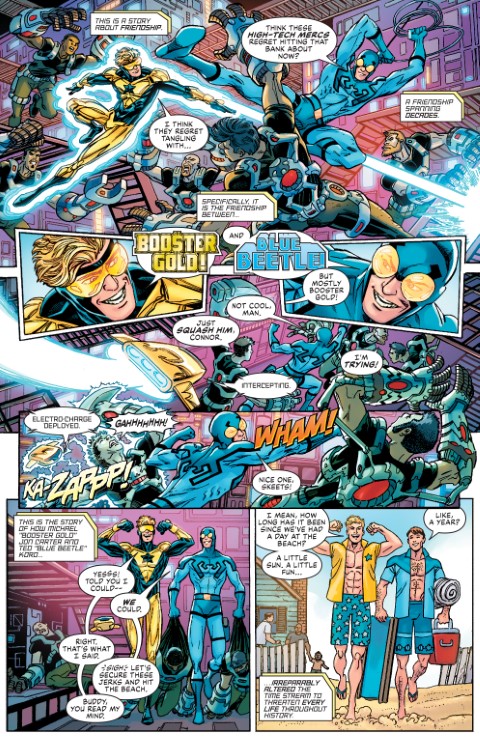 THIS IS A STORY
ABOUT FRIENDSHIP.
THINK THESE
HIGH-TECH MERCS
REGRET HITTING THAT
BANK ABOUT
NOW?
A FRIENDSHIP
SPANNING
DECADES.
I THINK
THEY REGRET
TANGLING
WITH...
SPECIFICALLY, IT
IS THE FRIENDSHIP
BETWEEN...
BOOSTER
GOLD!
AND
BLUE
BEETLE!
BUT
MOSTLY
BOOSTER
GOLD!
NOT COOL,
MAN.
JUST
SQUASH HIM,
CONNOR.
I'M
TRYING!
INTERCEPTING.
ELECTRO-CHARGE
DEPLOYED.
GAHHHHHH!
KA-ZAPPP!
WHAM!
NICE ONE,
SKEETS!
THIS IS THE STORY
OF HOW MICHAEL
"BOOSTER GOLD"
JON CARTER AND
TED "BLUE BEETLE"
KORD...
YESSS!
TOLD YOU I
COULD--
WE
COULD.
RIGHT,
THAT'S WHAT
I SAID.
*SIGH* LET'S
SECURE THESE
JERKS AND HIT
THE BEACH.
BUDDY,
YOU READ MY
MIND.
I MEAN, HOW
LONG HAS IT BEEN
SINCE WE'VE HAD
A DAY AT THE
BEACH?
A LITTLE
SUN, A LITTLE
FUN...
LIKE,
A YEAR?
IRREPARABLY
ALTERED THE
TIME STREAM TO
THREATEN EVERY
LIFE THROUGHOUT
HISTORY.